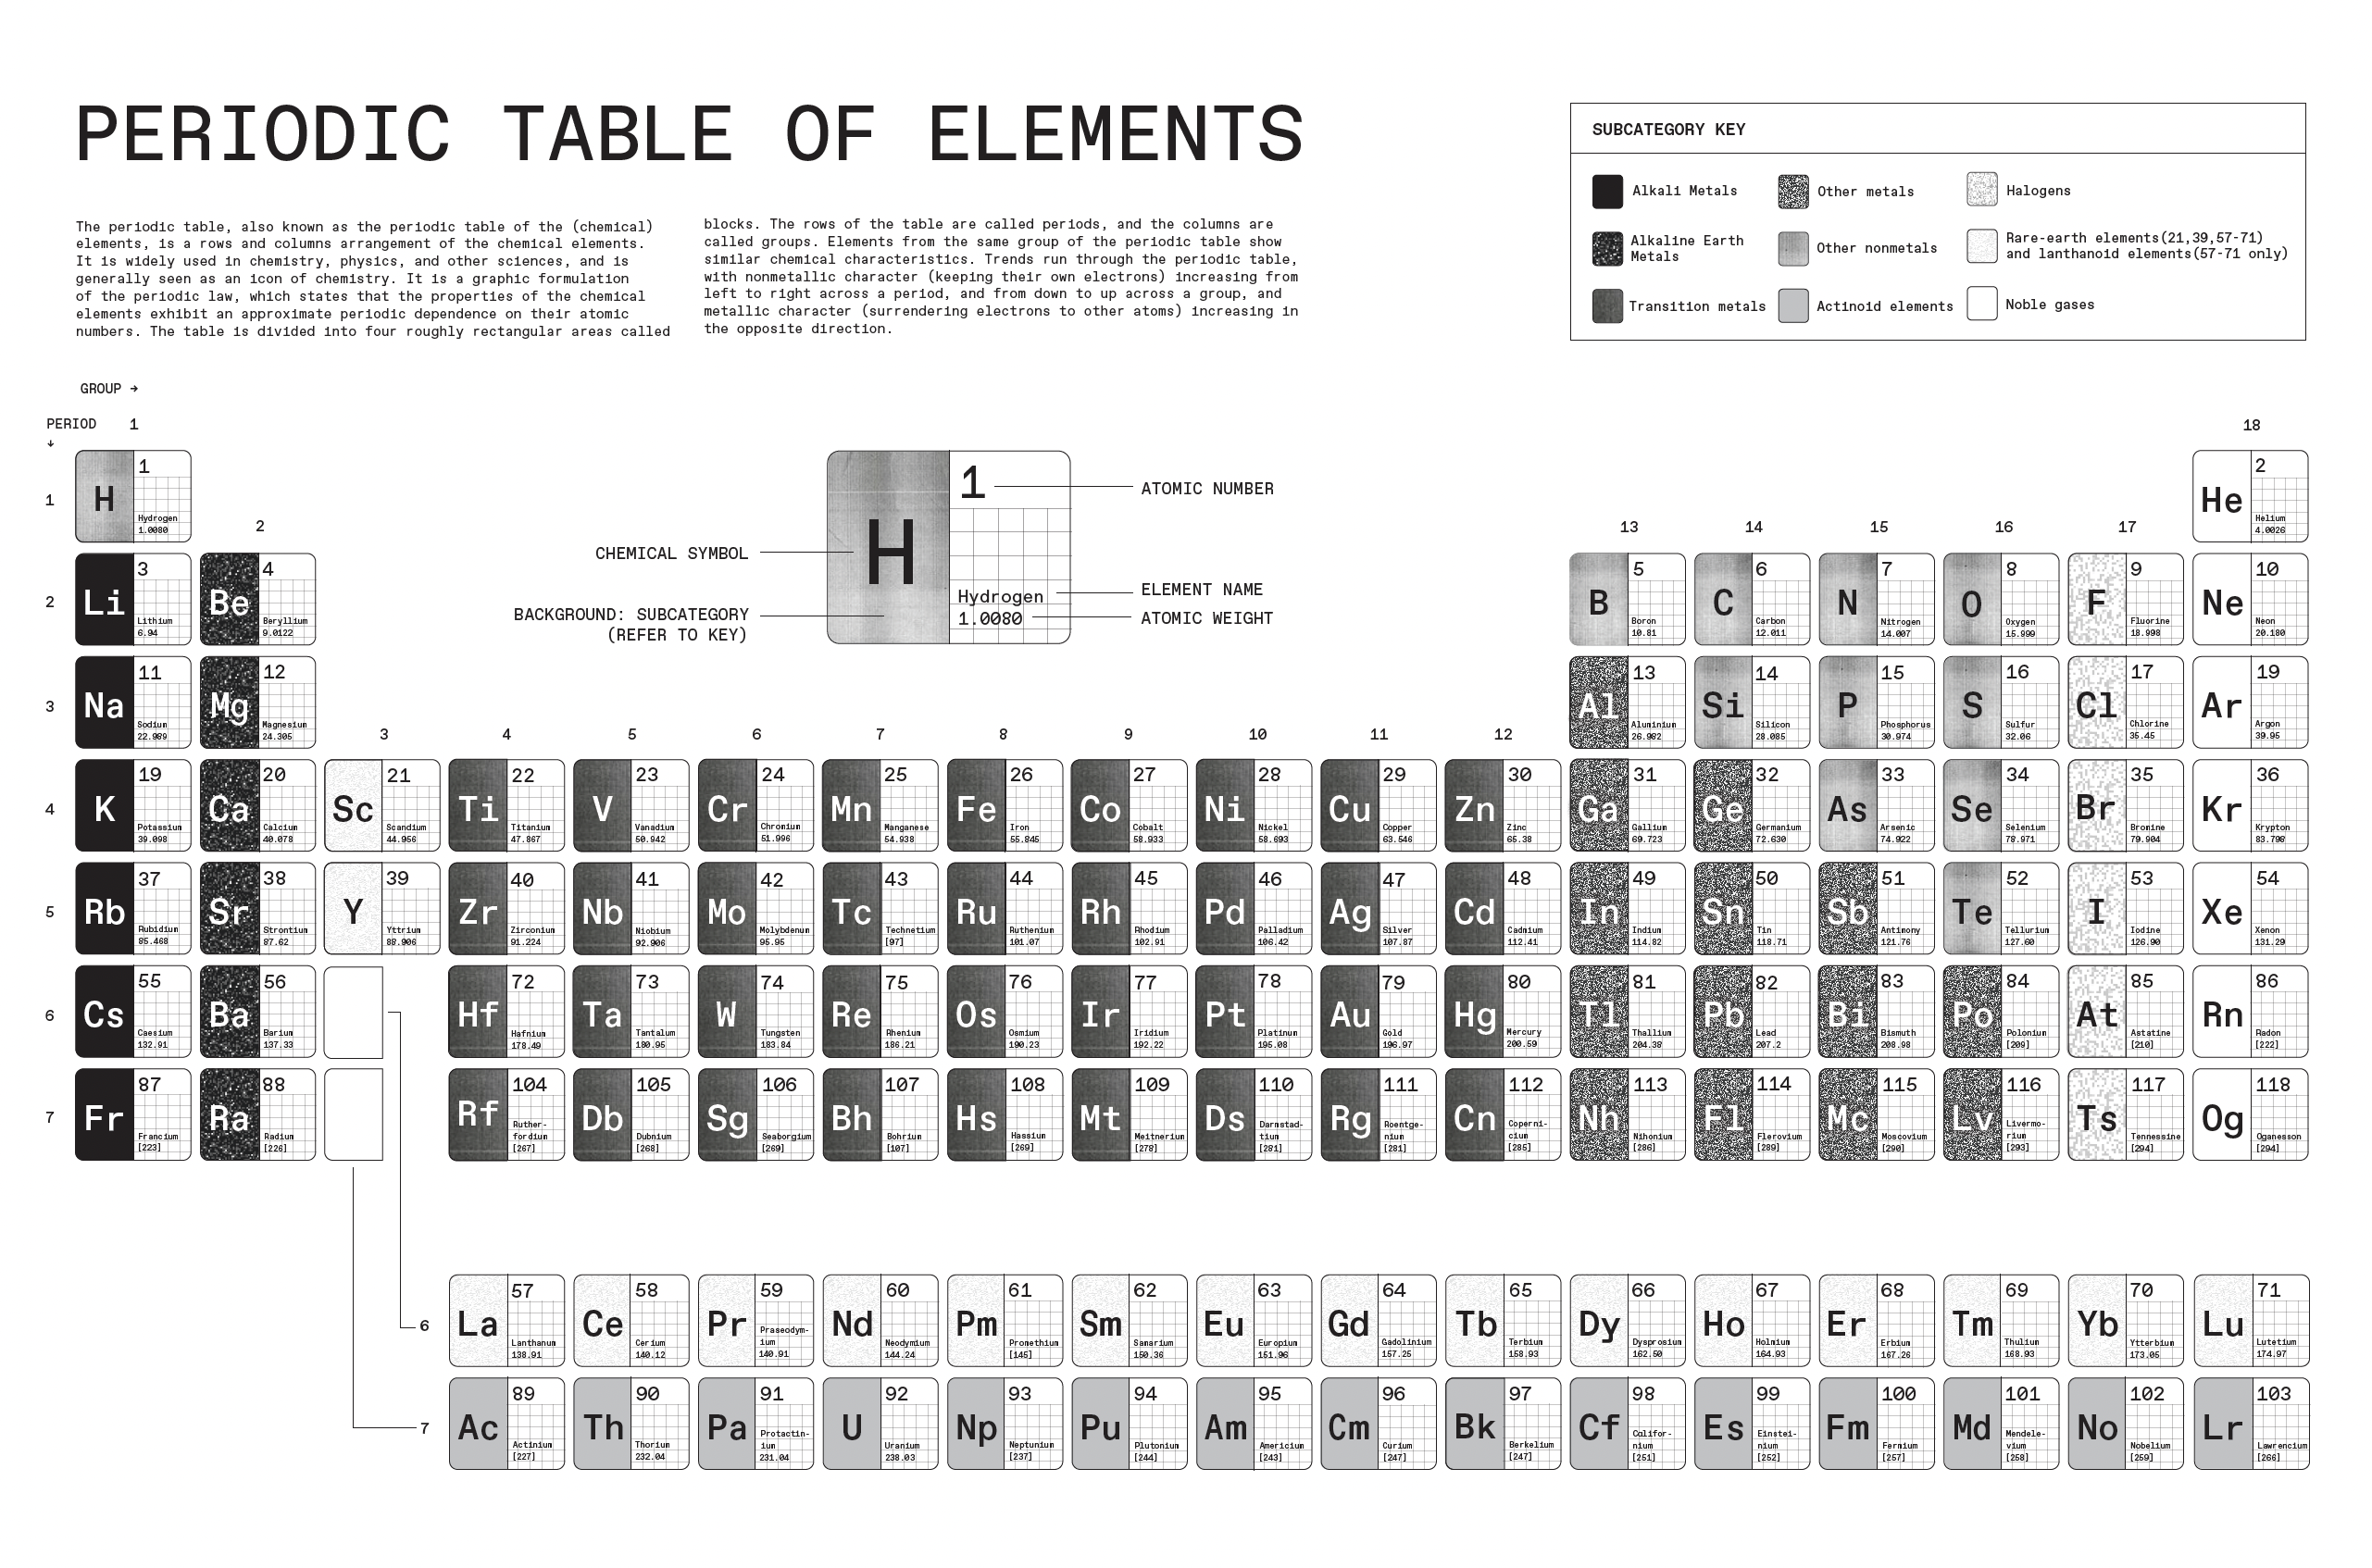 PERIODIC TABLE OF ELEMENTS
The periodic table, also known as the periodic table of the (chemical)
elements, is a rows and columns arrangement of the chemical elements.
It is widely used in chemistry, physics, and other sciences, and is
generally seen as an icon of chemistry. It is a graphic formulation
of the periodic law, which states that the properties of the chemical
elements exhibit an approximate periodic dependence on their atomic
numbers. The table is divided into four roughly rectangular areas called
blocks. The rows of the table are called periods, and the columns are
called groups. Elements from the same group of the periodic table show
similar chemical characteristics. Trends run through the periodic table,
with nonmetallic character (keeping their own electrons) increasing from
left to right across a period, and from down to up across a group, and
metallic character (surrendering electrons to other atoms) increasing in
the opposite direction.
SUBCATEGORY KEY
Alkali Metals
Alkaline Earth
Metals
Transition metals
Other metals
Other nonmetals
Actinoid elements
Halogens
Rare-earth elements(21,39,57-71)
and lanthanoid elements(57-71 only)
Noble gases
GROUP →
PERIOD
↓
1
2
3
4
5
6
7
8
9
10
11
12
13
14
15
16
17
18
H
1
Hydrogen
1.0080
CHEMICAL SYMBOL
BACKGROUND: SUBCATEGORY
(REFER TO KEY)
ATOMIC NUMBER
ELEMENT NAME
ATOMIC WEIGHT
1
H 1 Hydrogen 1.0080
He 2 Helium 4.0026
2
Li 3 Lithium 6.94
Be 4 Beryllium 9.0122
B 5 Boron 10.81
C 6 Carbon 12.011
N 7 Nitrogen 14.007
O 8 Oxygen 15.999
F 9 Fluorine 18.998
Ne 10 Neon 20.180
3
Na 11 Sodium 22.989
Mg 12 Magnesium 24.305
Al 13 Aluminium 26.982
Si 14 Silicon 28.085
P 15 Phosphorus 30.974
S 16 Sulfur 32.06
Cl 17 Chlorine 35.45
Ar 19 Argon 39.95
4
K 19 Potassium 39.098
Ca 20 Calcium 40.078
Sc 21 Scandium 44.956
Ti 22 Titanium 47.867
V 23 Vanadium 50.942
Cr 24 Chromium 51.996
Mn 25 Manganese 54.938
Fe 26 Iron 55.845
Co 27 Cobalt 58.933
Ni 28 Nickel 58.693
Cu 29 Copper 63.546
Zn 30 Zinc 65.38
Ga 31 Gallium 69.723
Ge 32 Germanium 72.630
As 33 Arsenic 74.922
Se 34 Selenium 78.971
Br 35 Bromine 79.904
Kr 36 Krypton 83.798
5
Rb 37 Rubidium 85.468
Sr 38 Strontium 87.62
Y 39 Yttrium 88.906
Zr 40 Zirconium 91.224
Nb 41 Niobium 92.906
Mo 42 Molybdenum 95.95
Tc 43 Technetium [97]
Ru 44 Ruthenium 101.07
Rh 45 Rhodium 102.91
Pd 46 Palladium 106.42
Ag 47 Silver 107.87
Cd 48 Cadmium 112.41
In 49 Indium 114.82
Sn 50 Tin 118.71
Sb 51 Antimony 121.76
Te 52 Tellurium 127.60
I 53 Iodine 126.90
Xe 54 Xenon 131.29
6
Cs 55 Caesium 132.91
Ba 56 Barium 137.33
Hf 72 Hafnium 178.49
Ta 73 Tantalum 180.95
W 74 Tungsten 183.84
Re 75 Rhenium 186.21
Os 76 Osmium 190.23
Ir 77 Iridium 192.22
Pt 78 Platinum 195.08
Au 79 Gold 196.97
Hg 80 Mercury 200.59
Tl 81 Thallium 204.38
Pb 82 Lead 207.2
Bi 83 Bismuth 208.98
Po 84 Polonium [209]
At 85 Astatine [210]
Rn 86 Radon [222]
7
Fr 87 Francium [223]
Ra 88 Radium [226]
Rf 104 Ruther-fordium [267]
Db 105 Dubnium [268]
Sg 106 Seaborgium [269]
Bh 107 Bohrium [107]
Hs 108 Hassium [269]
Mt 109 Meitnerium [278]
Ds 110 Darmstad-tium [281]
Rg 111 Roentge-nium [281]
Cn 112 Coperni-cium [285]
Nh 113 Nihonium [286]
Fl 114 Flerovium [289]
Mc 115 Moscovium [290]
Lv 116 Livermo-rium [293]
Ts 117 Tennessine [294]
Og 118 Oganesson [294]
6
La 57 Lanthanum 138.91
Ce 58 Cerium 140.12
Pr 59 Praseodym-ium 140.91
Nd 60 Neodymium 144.24
Pm 61 Promethium [145]
Sm 62 Samarium 150.36
Eu 63 Europium 151.96
Gd 64 Gadolinium 157.25
Tb 65 Terbium 158.93
Dy 66 Dysprosium 162.50
Ho 67 Holmium 164.93
Er 68 Erbium 167.26
Tm 69 Thulium 168.93
Yb 70 Ytterbium 173.05
Lu 71 Lutetium 174.97
7
Ac 89 Actinium [227]
Th 90 Thorium 232.04
Pa 91 Protactin-ium 231.04
U 92 Uranium 238.03
Np 93 Neptunium [237]
Pu 94 Plutonium [244]
Am 95 Americium [243]
Cm 96 Curium [247]
Bk 97 Berkelium [247]
Cf 98 Califor-nium [251]
Es 99 Einstei-nium [252]
Fm 100 Fermium [257]
Md 101 Mendele-vium [258]
No 102 Nobelium [259]
Lr 103 Lawrencium [266]